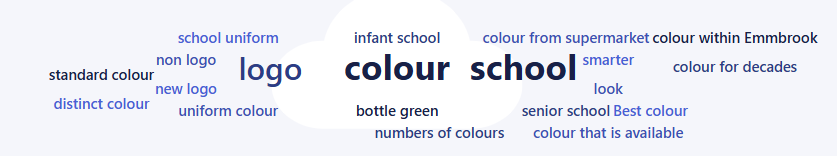 school uniform infant school colour from supermarket colour within Emmbrook
non logo logo colour school smarter colour for decades
standard colour new logo look
distinct colour uniform colour bottle green senior school Best colour
numbers of colours colour that is available